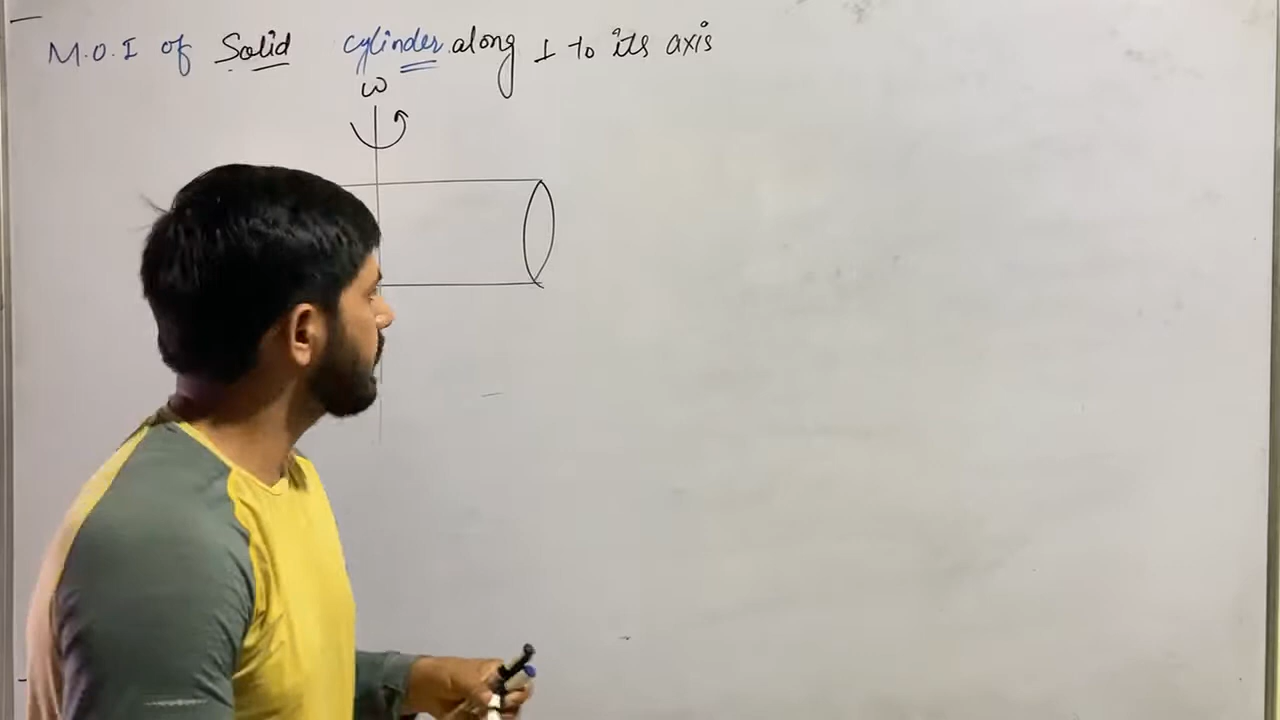 M.O.I of Solid cylinder along ⊥ to its axis
ω